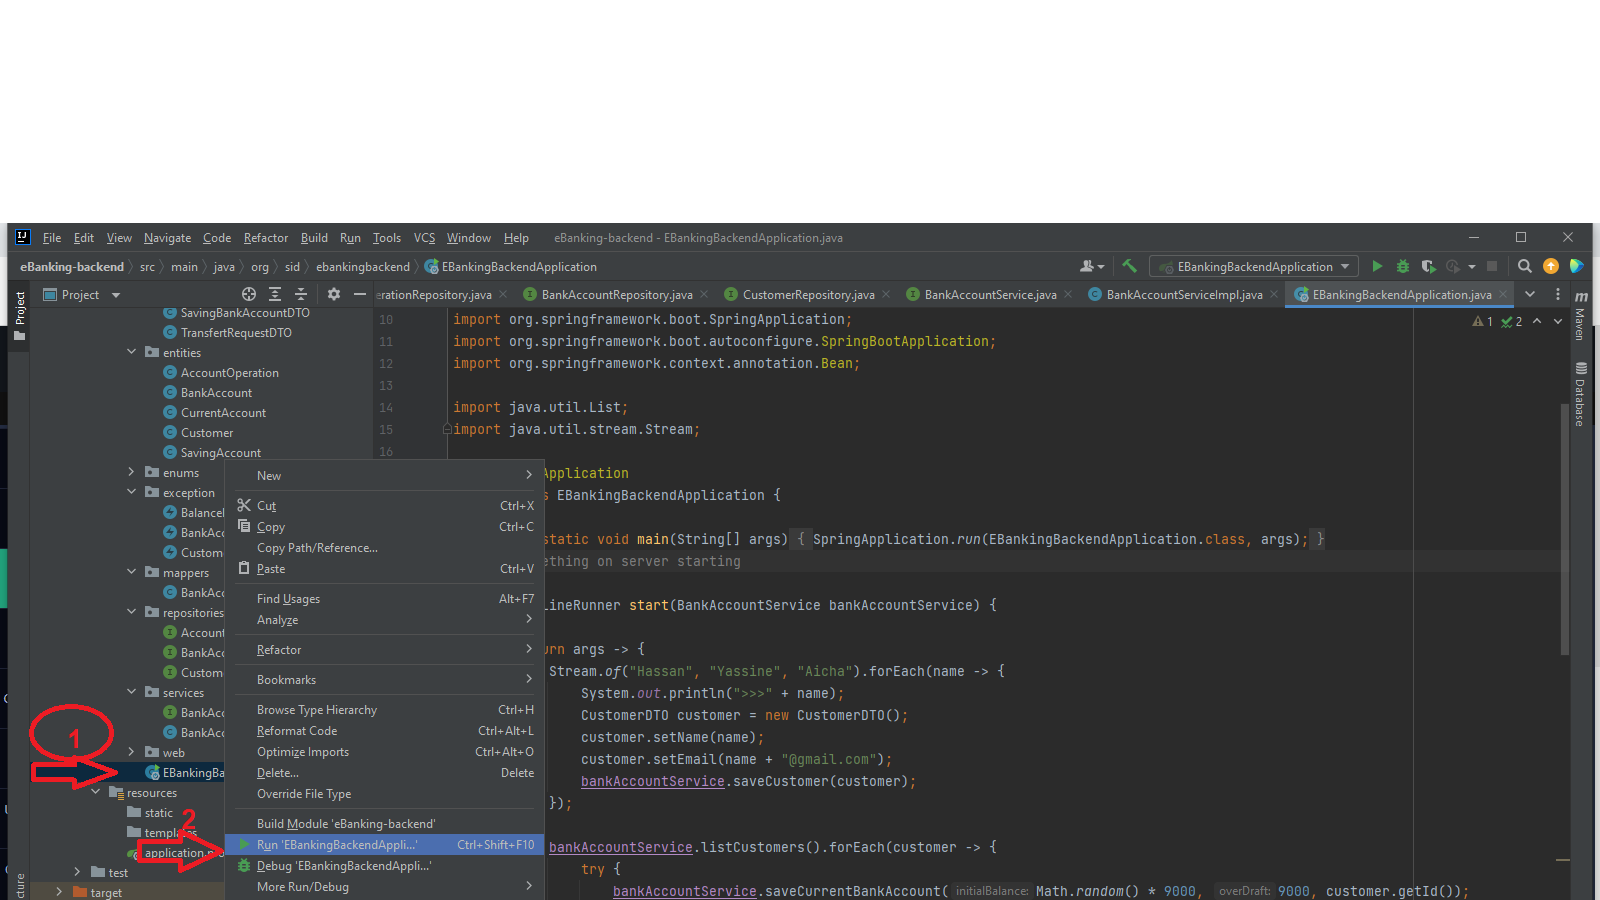 File Edit View Navigate Code Refactor Build Run Tools VCS Window Help eBanking-backend - EBankingBackendApplication.java
eBanking-backend src main java org sid ebankingbackend EBankingBackendApplication EBankingBackendApplication
Project
Project
erationRepository.java BankAccountRepository.java CustomerRepository.java BankAccountService.java BankAccountServiceImpl.java EBankingBackendApplication.java
Maven
Database
cture
SavingBankAccountDTO
TransfertRequestDTO
entities
AccountOperation
BankAccount
CurrentAccount
Customer
SavingAccount
enums
exception
BalanceI
BankAcc
Custom
mappers
BankAcc
repositories
Account
BankAcc
Custome
services
BankAcc
BankAcc
web
1
EBankingBa
resources
static
templates
2
application.pro
test
target
New
Cut Ctrl+X
Copy Ctrl+C
Copy Path/Reference...
Paste Ctrl+V
Find Usages Alt+F7
Analyze
Refactor
Bookmarks
Browse Type Hierarchy Ctrl+H
Reformat Code Ctrl+Alt+L
Optimize Imports Ctrl+Alt+O
Delete... Delete
Override File Type
Build Module 'eBanking-backend'
Run 'EBankingBackendAppli...' Ctrl+Shift+F10
Debug 'EBankingBackendAppli...'
More Run/Debug
1 2
10 import org.springframework.boot.SpringApplication;
11 import org.springframework.boot.autoconfigure.SpringBootApplication;
12 import org.springframework.context.annotation.Bean;
13
14 import java.util.List;
15 import java.util.stream.Stream;
16
Application
s EBankingBackendApplication {
static void main(String[] args) { SpringApplication.run(EBankingBackendApplication.class, args); }
ething on server starting
LineRunner start(BankAccountService bankAccountService) {
urn args -> {
Stream.of("Hassan", "Yassine", "Aicha").forEach(name -> {
System.out.println(">>>" + name);
CustomerDTO customer = new CustomerDTO();
customer.setName(name);
customer.setEmail(name + "@gmail.com");
bankAccountService.saveCustomer(customer);
});
bankAccountService.listCustomers().forEach(customer -> {
try {
bankAccountService.saveCurrentBankAccount( initialBalance: Math.random() * 9000, overDraft: 9000, customer.getId());